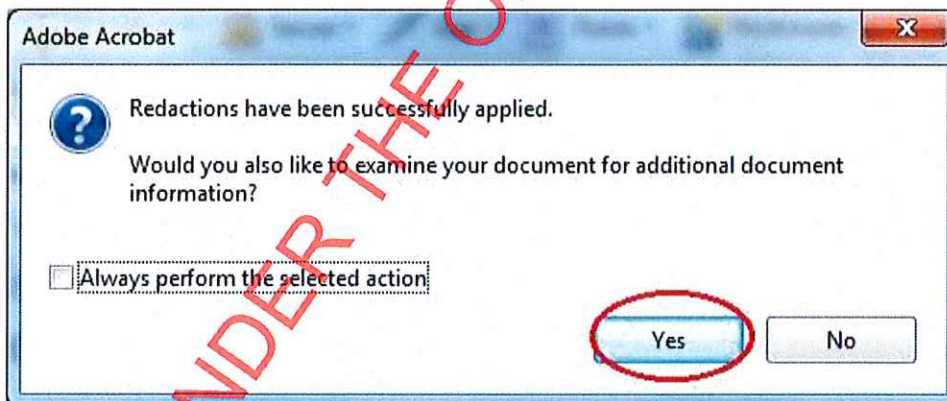 Adobe Acrobat
Redactions have been successfully applied.
Would you also like to examine your document for additional document
information?
Always perform the selected action
Yes
No
NDER THE O